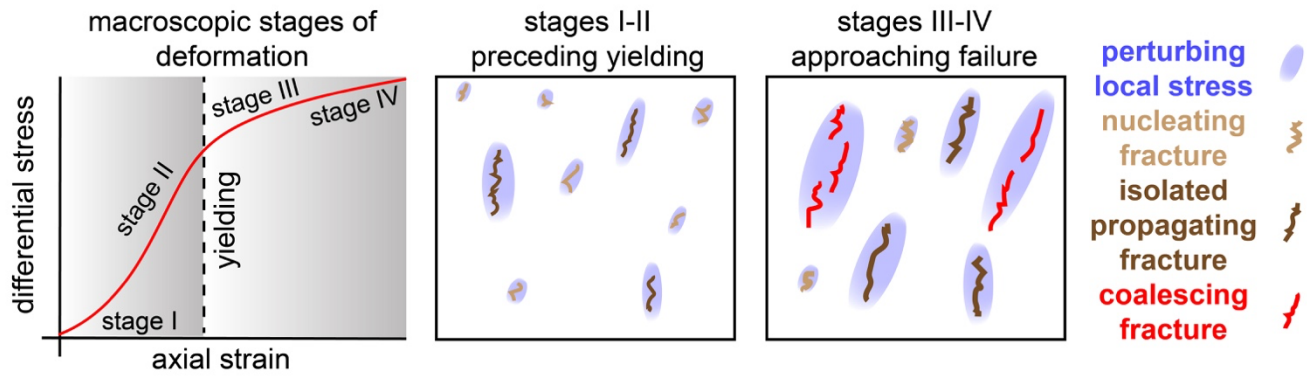 macroscopic stages of
deformation
differential stress
stage I
stage II
stage III
stage IV
yielding
axial strain
stages I-II
preceding yielding
stages III-IV
approaching failure
perturbing
local stress
nucleating
fracture
isolated
propagating
fracture
coalescing
fracture